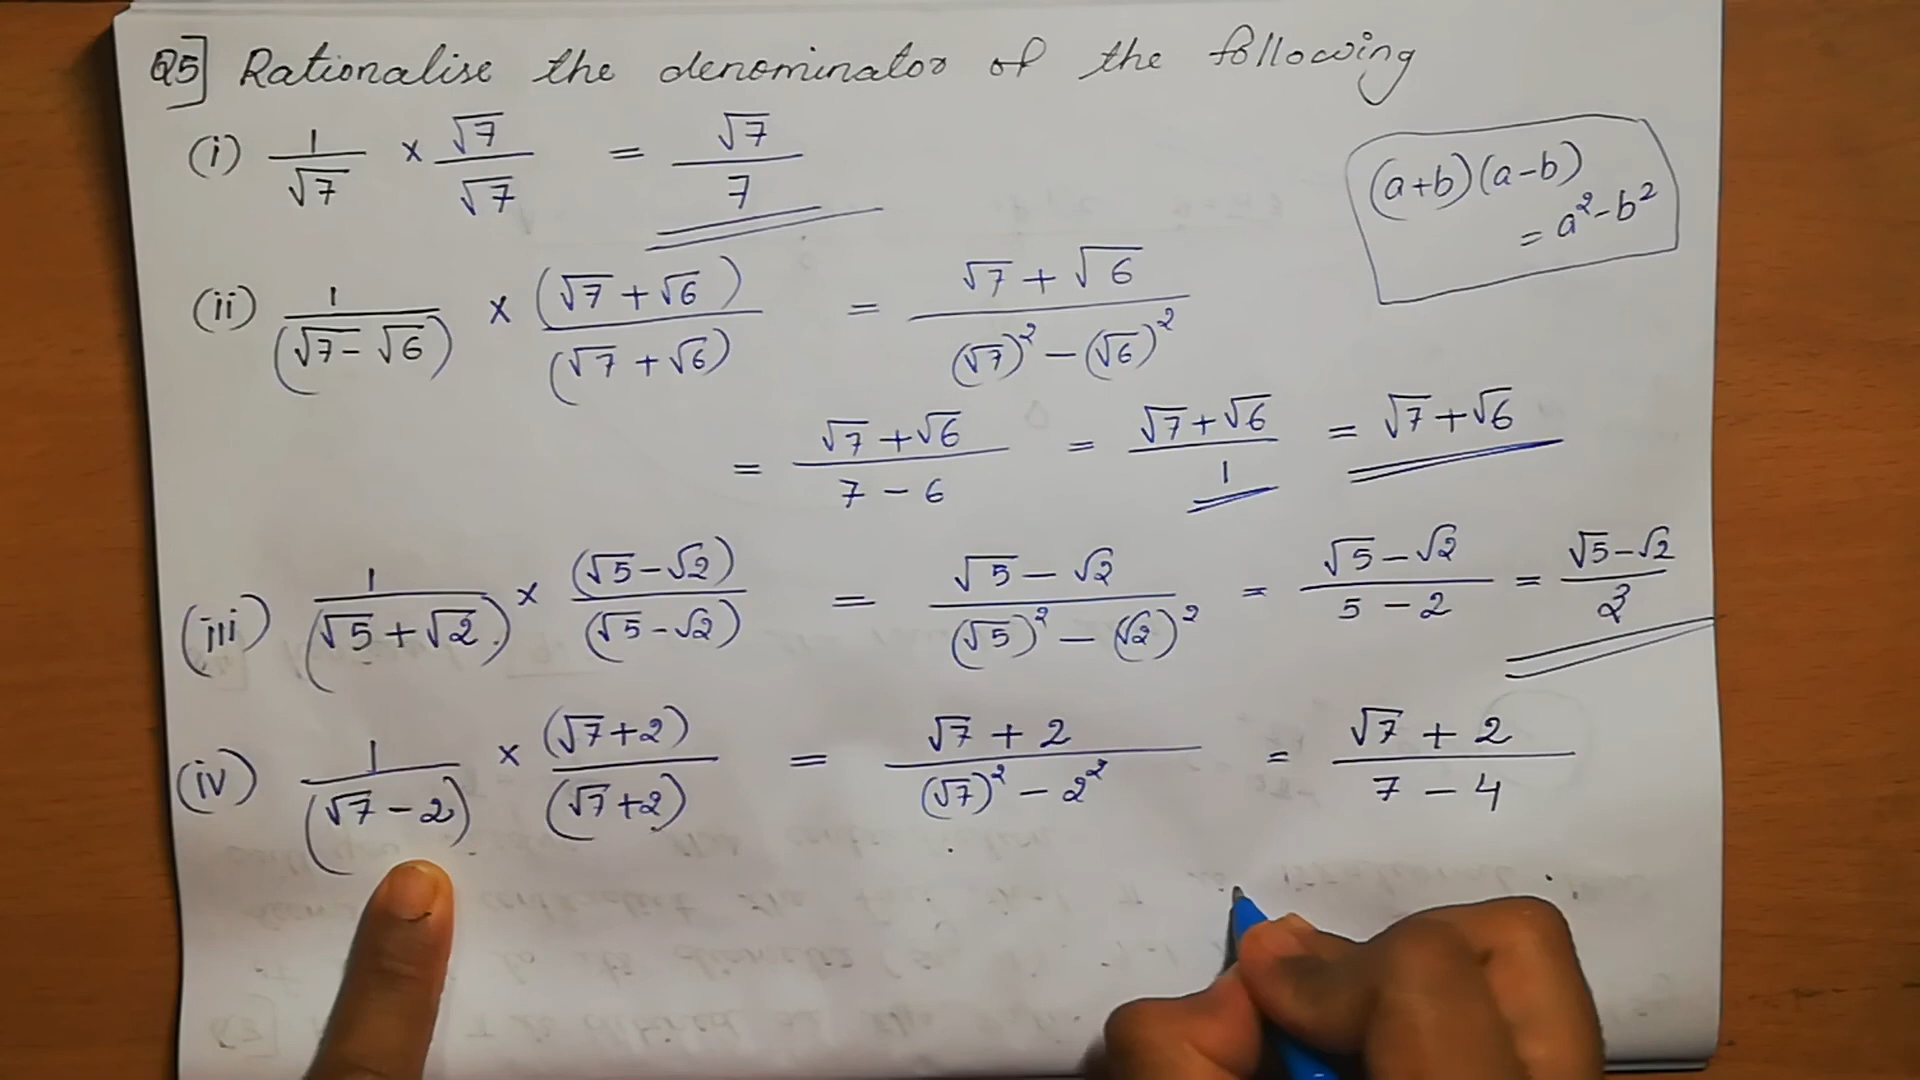 Q5] Rationalise the denominator of the following
(i) 1/√7 × √7/√7 = √7/7
(a+b)(a-b)
= a²-b²
(ii) 1/(√7-√6) × (√7+√6)/(√7+√6) = √7+√6/(√7)²-(√6)²
= √7+√6/7-6 = √7+√6/1 = √7+√6
(iii) 1/(√5+√2) × (√5-√2)/(√5-√2) = √5-√2/(√5)²-(√2)² = √5-√2/5-2 = √5-√2/3
(iv) 1/(√7-2) × (√7+2)/(√7+2) = √7+2/(√7)²-2² = √7+2/7-4